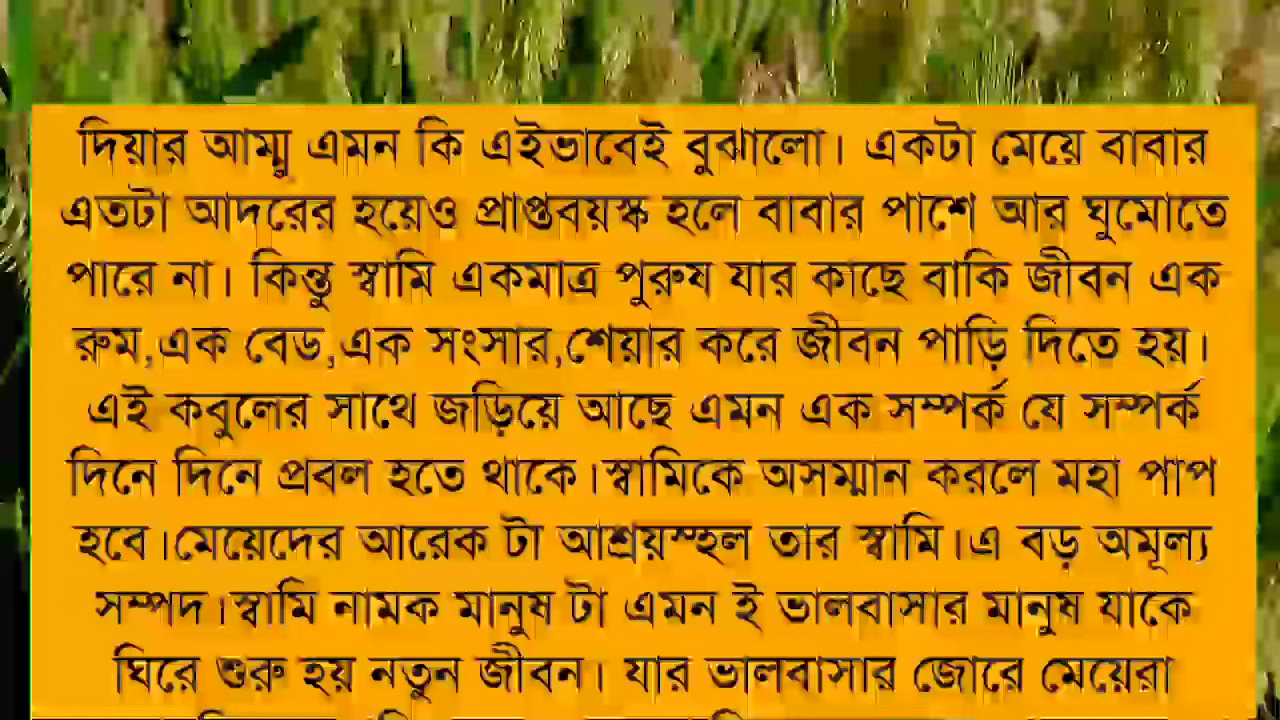 দিয়ার আম্মু এমন কি এইভাবেই বুঝালো। একটা মেয়ে বাবার
এতটা আদরের হয়েও প্রাপ্তবয়স্ক হলে বাবার পাশে আর ঘুমোতে
পারে না। কিন্তু স্বামি একমাত্র পুরুষ যার কাছে বাকি জীবন এক
রুম,এক বেড,এক সংসার,শেয়ার করে জীবন পাড়ি দিতে হয়।
এই কবুলের সাথে জড়িয়ে আছে এমন এক সম্পর্ক যে সম্পর্ক
দিনে দিনে প্রবল হতে থাকে।স্বামিকে অসম্মান করলে মহা পাপ
হবে।মেয়েদের আরেক টা আশ্রয়স্হল তার স্বামি।এ বড় অমূল্য
সম্পদ।স্বামি নামক মানুষ টা এমন ই ভালবাসার মানুষ যাকে
ঘিরে শুরু হয় নতুন জীবন। যার ভালবাসার জোরে মেয়েরা